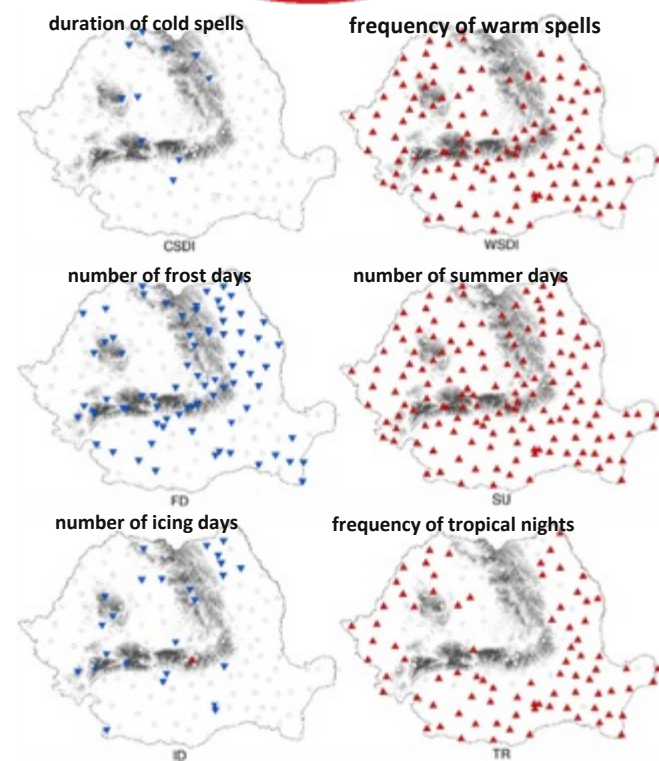 duration of cold spells
frequency of warm spells
CSDI
WSDI
number of frost days
number of summer days
FD
SU
number of icing days
frequency of tropical nights
ID
TR